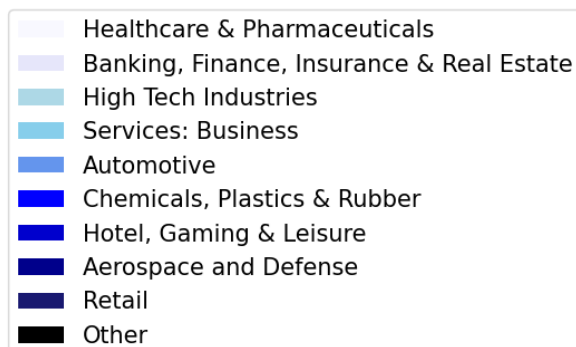 Healthcare & Pharmaceuticals
Banking, Finance, Insurance & Real Estate
High Tech Industries
Services: Business
Automotive
Chemicals, Plastics & Rubber
Hotel, Gaming & Leisure
Aerospace and Defense
Retail
Other